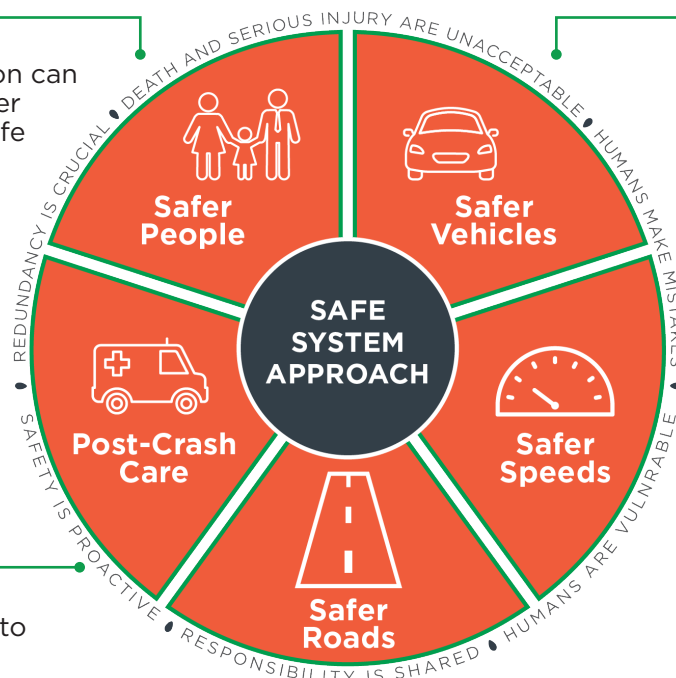 DEATH AND SERIOUS INJURY ARE UNACCEPTABLE
HUMANS MAKE MISTAKES
HUMANS ARE VULNRABLE
RESPONSIBILITY IS SHARED
SAFETY IS PROACTIVE
REDUNDANCY IS CRUCIAL
on can
er
fe
Safer
People
Safer
Vehicles
SAFE
SYSTEM
APPROACH
Post-Crash
Care
Safer
Speeds
Safer
Roads
to